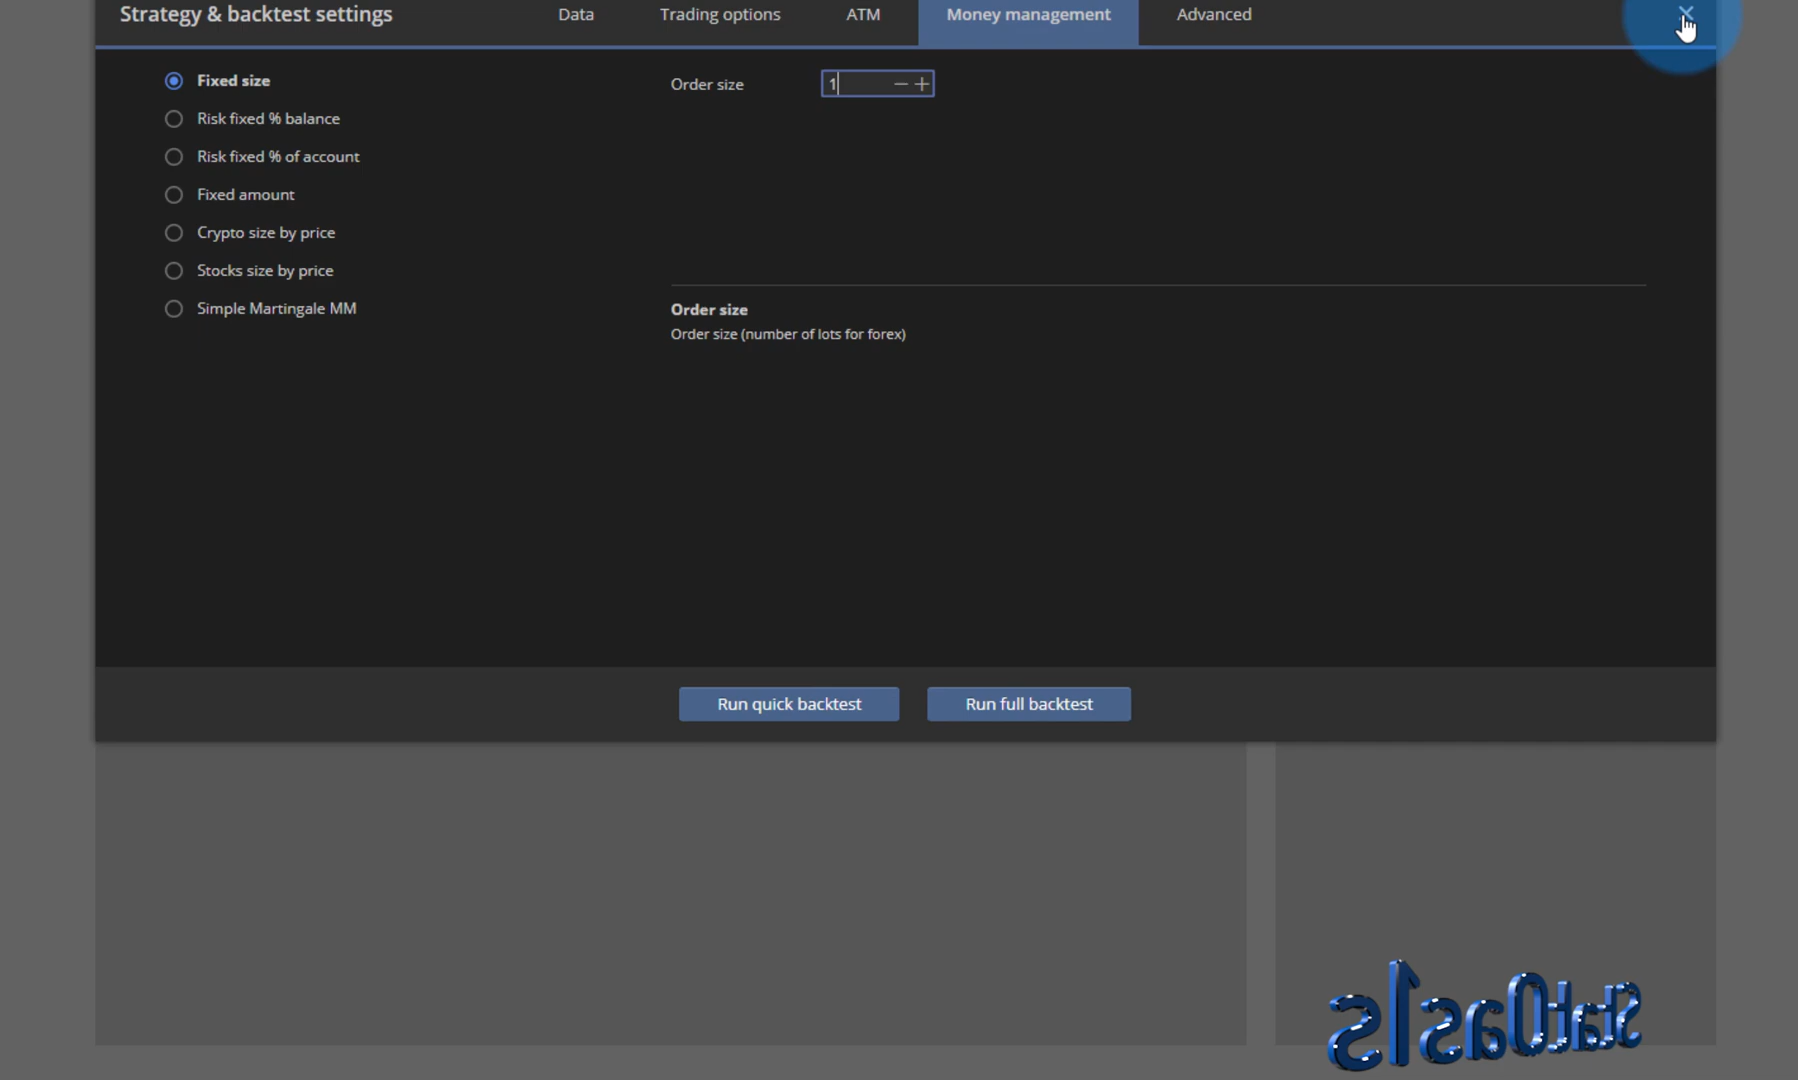 Strategy & backtest settings
Data
Trading options
ATM
Money management
Advanced
Fixed size
Risk fixed % balance
Risk fixed % of account
Fixed amount
Crypto size by price
Stocks size by price
Simple Martingale MM
Order size
1
Order size
Order size (number of lots for forex)
Run quick backtest
Run full backtest